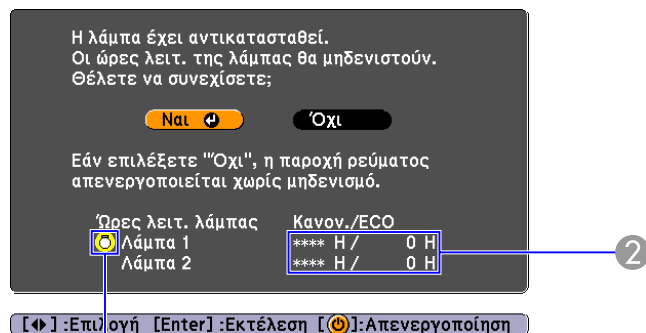 Η λάμπα έχει αντικατασταθεί.
Οι ώρες λειτ. της λάμπας θα μηδενιστούν.
Θέλετε να συνεχίσετε;
Ναι Όχι
Εάν επιλέξετε "Όχι", η παροχή ρεύματος
απενεργοποιείται χωρίς μηδενισμό.
Ώρες λειτ. λάμπας Κανον./ECO
Λάμπα 1 **** H / 0 H
Λάμπα 2 **** H / 0 H
2
[◄►] :Επιλογή [Enter] :Εκτέλεση [⏻]:Απενεργοποίηση